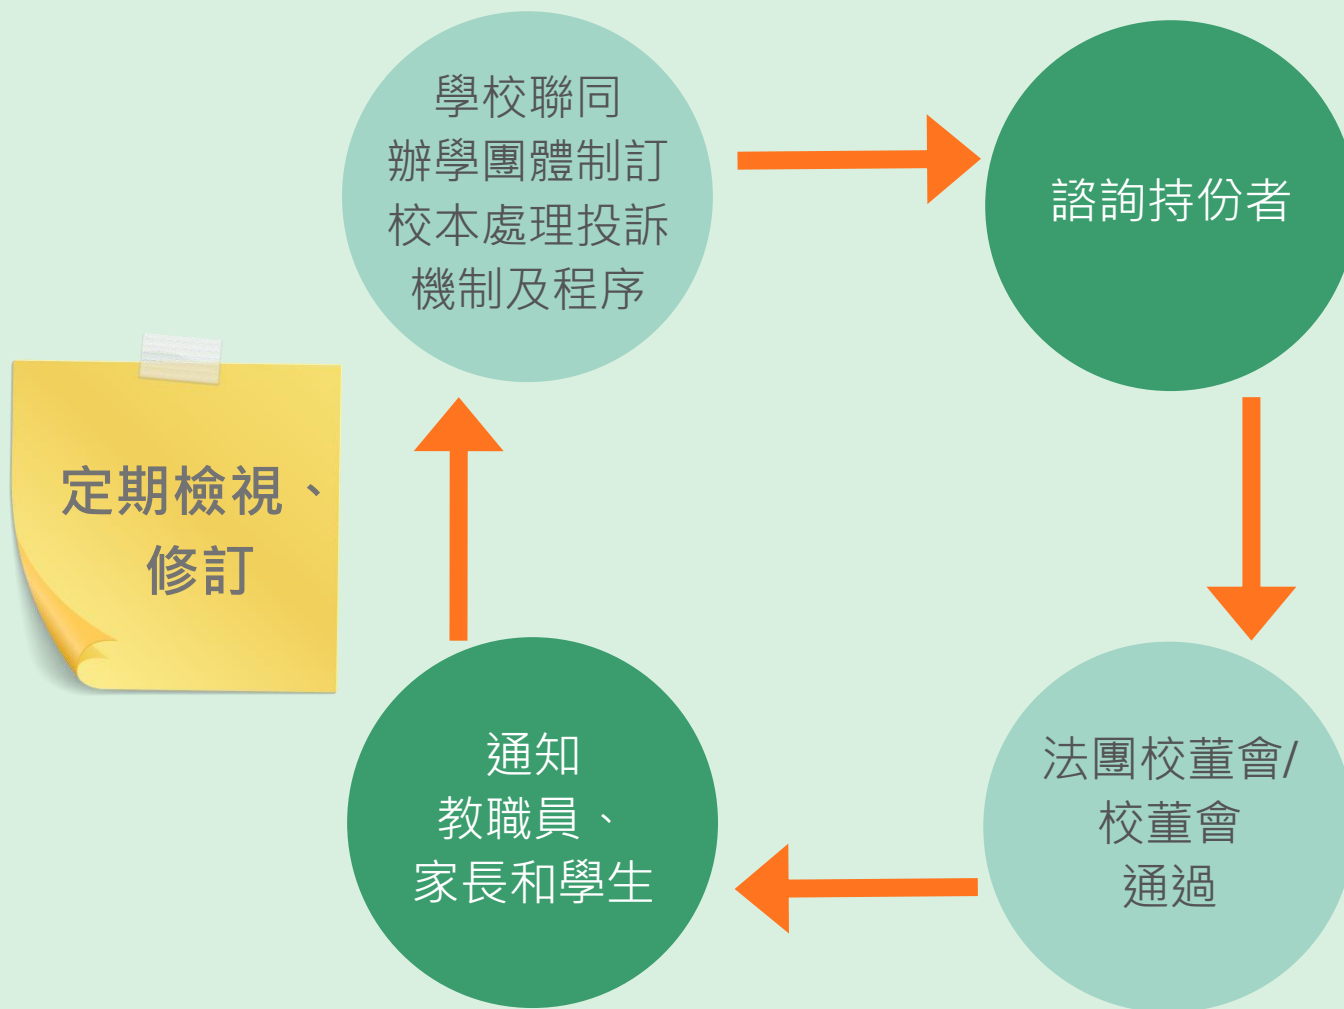 學校聯同
辦學團體制訂
校本處理投訴
機制及程序
諮詢持份者
法團校董會/
校董會
通過
通知
教職員、
家長和學生
定期檢視、
修訂